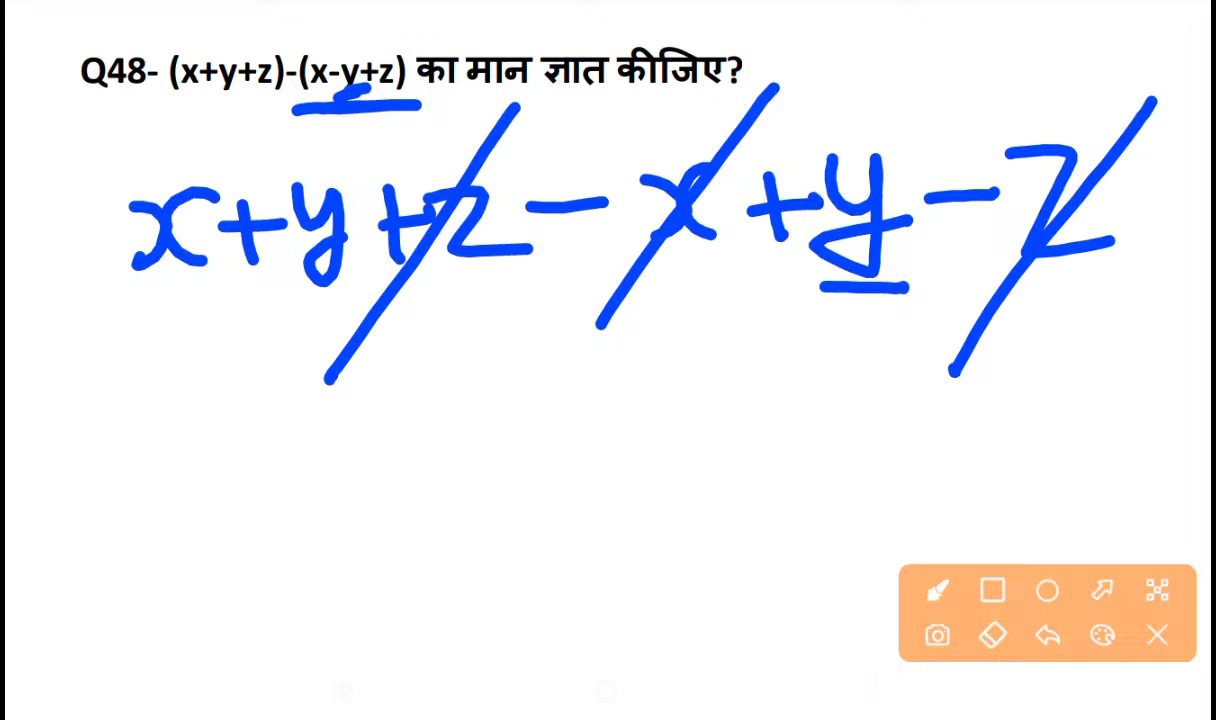 Q48- (x+y+z)-(x-y+z) का मान ज्ञात कीजिए?
x+y+z-x+y-z